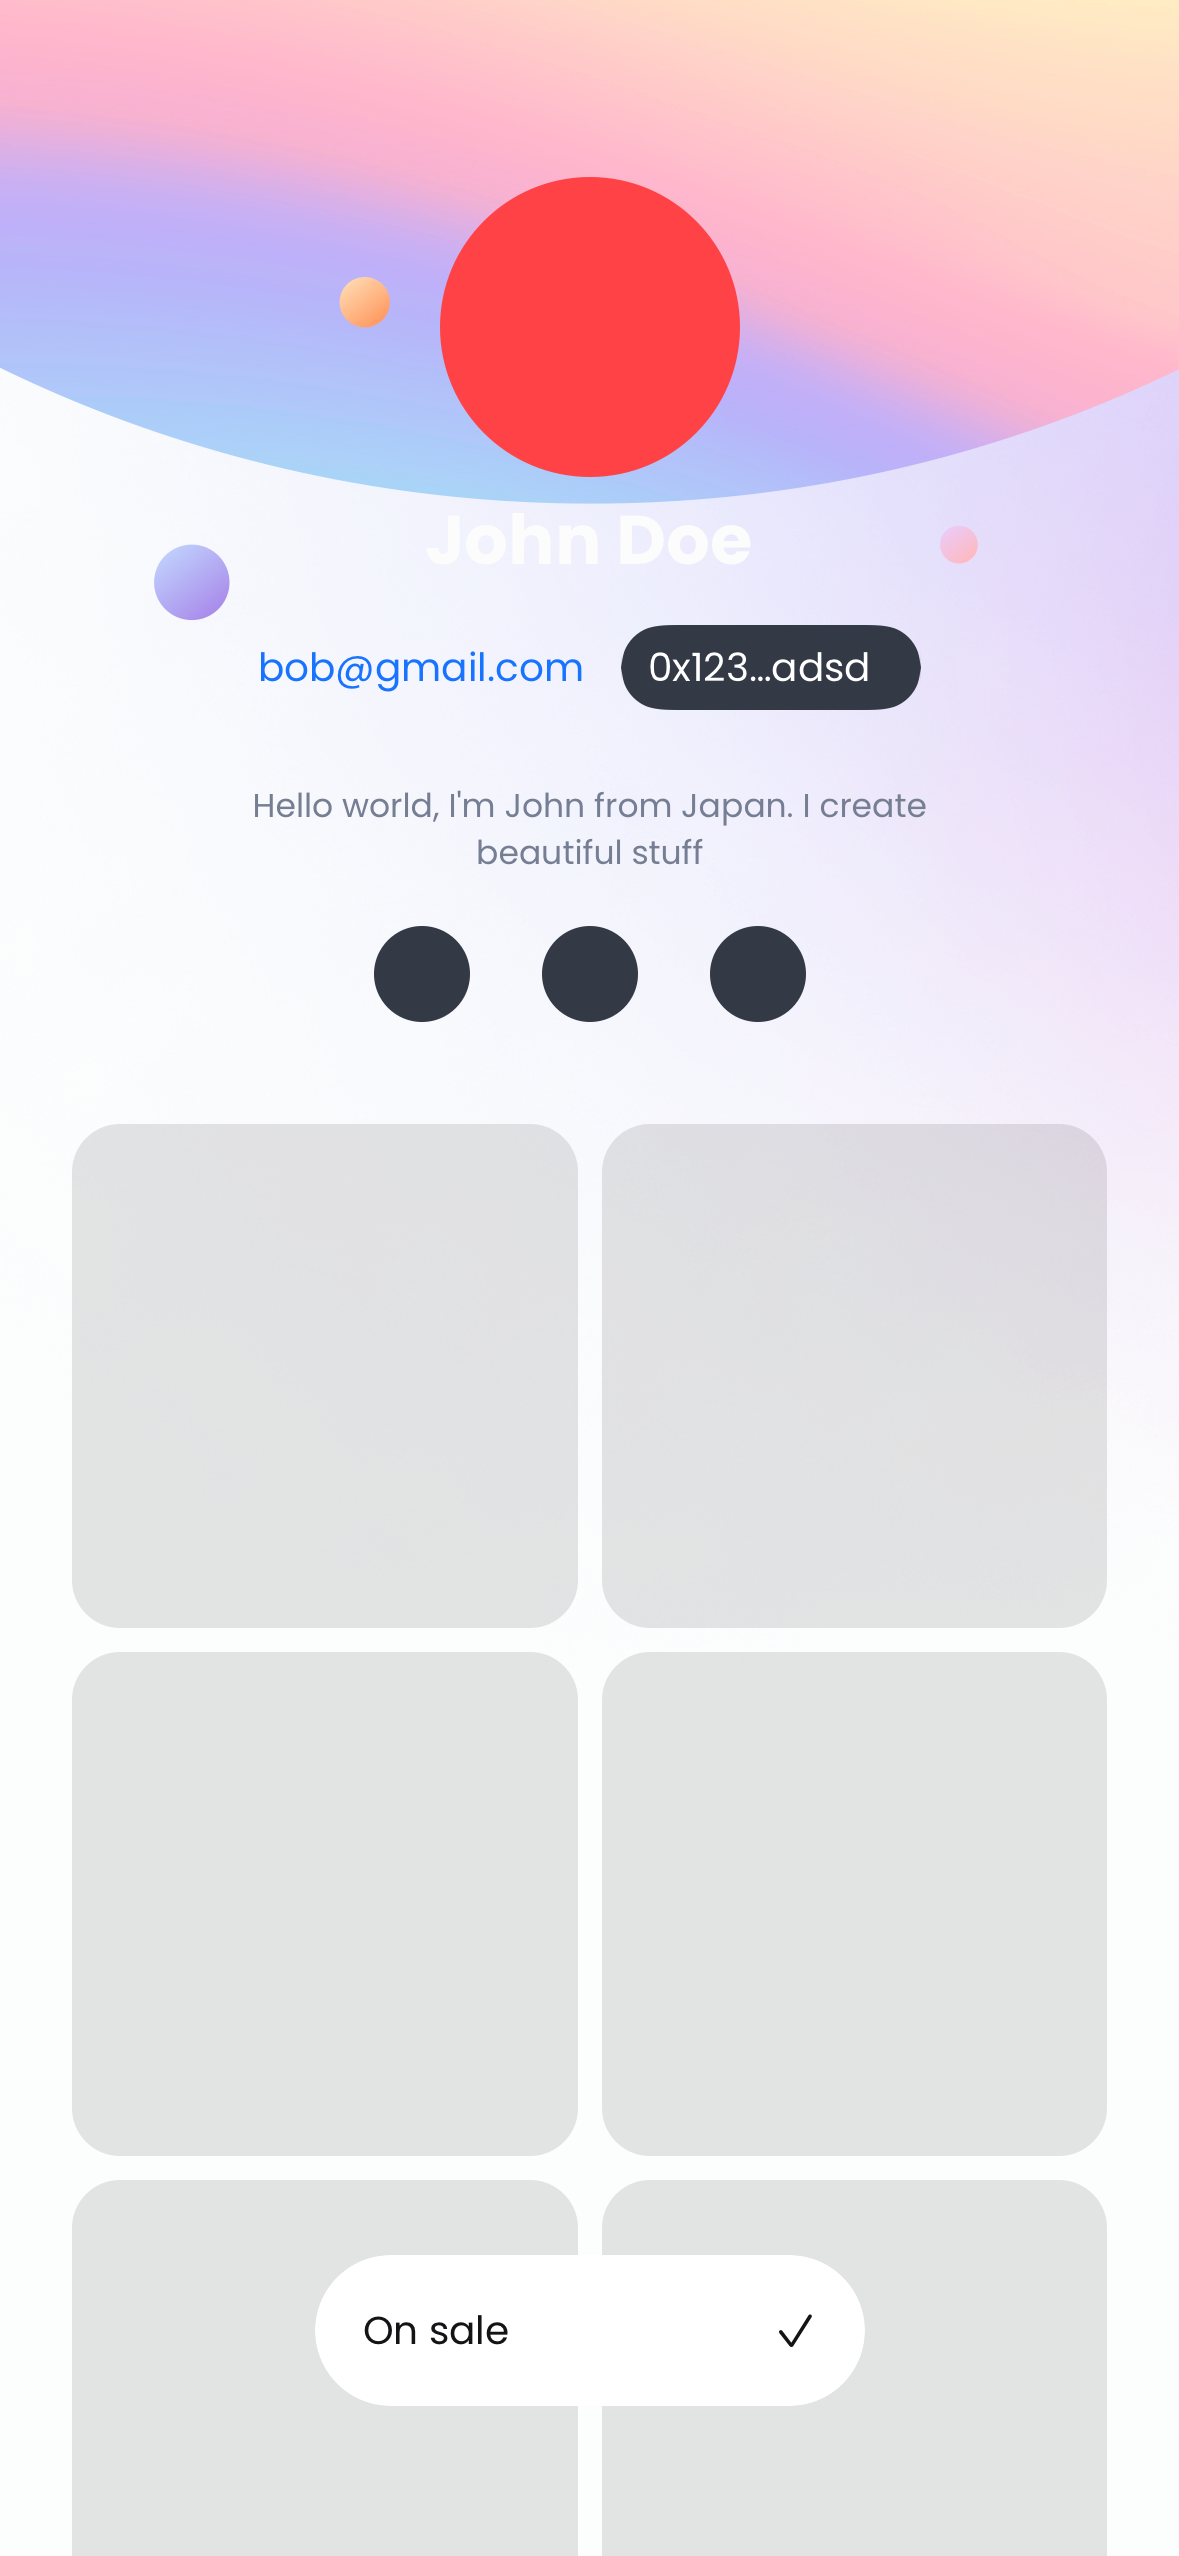 John Doe
bob@gmail.com 0x123...adsd
Hello world, I'm John from Japan. I create
beautiful stuff
On sale